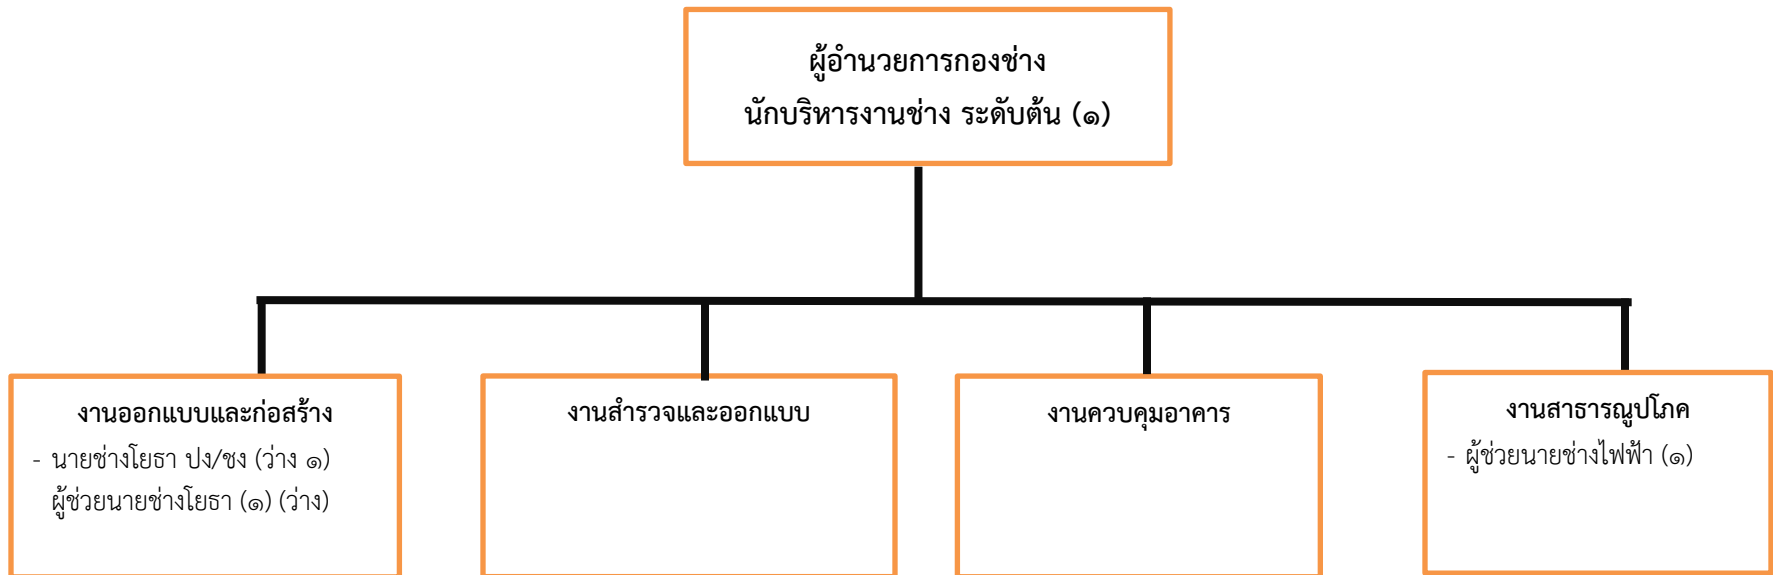 ผู้อำนวยการกองช่าง
นักบริหารงานช่าง ระดับต้น (๑)
งานออกแบบและก่อสร้าง
- นายช่างโยธา ปง/ชง (ว่าง ๑)
ผู้ช่วยนายช่างโยธา (๑) (ว่าง)
งานสำรวจและออกแบบ
งานควบคุมอาคาร
งานสาธารณูปโภค
- ผู้ช่วยนายช่างไฟฟ้า (๑)